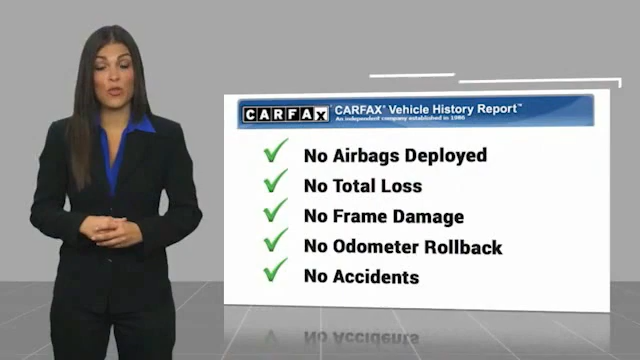 CARFAX CARFAX® Vehicle History Report™
An independent company established in 1986
No Airbags Deployed
No Total Loss
No Frame Damage
No Odometer Rollback
No Accidents